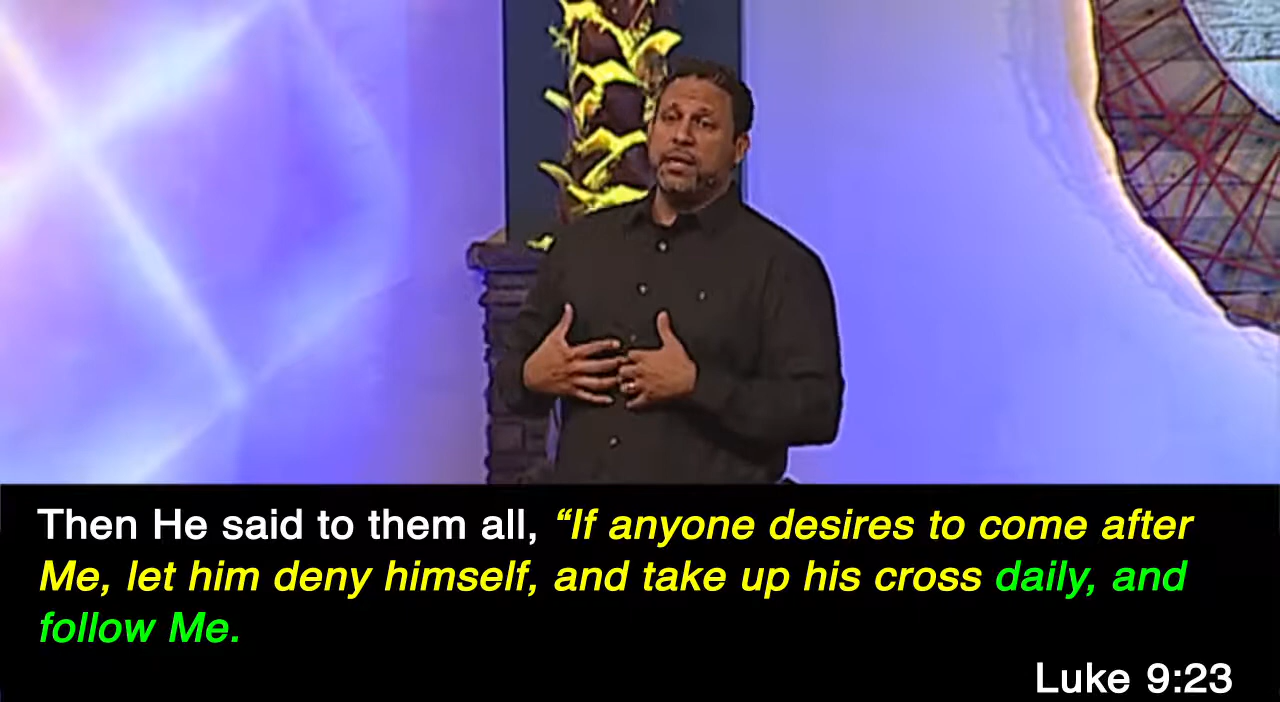 Then He said to them all, “If anyone desires to come after
Me, let him deny himself, and take up his cross daily, and
follow Me.
Luke 9:23